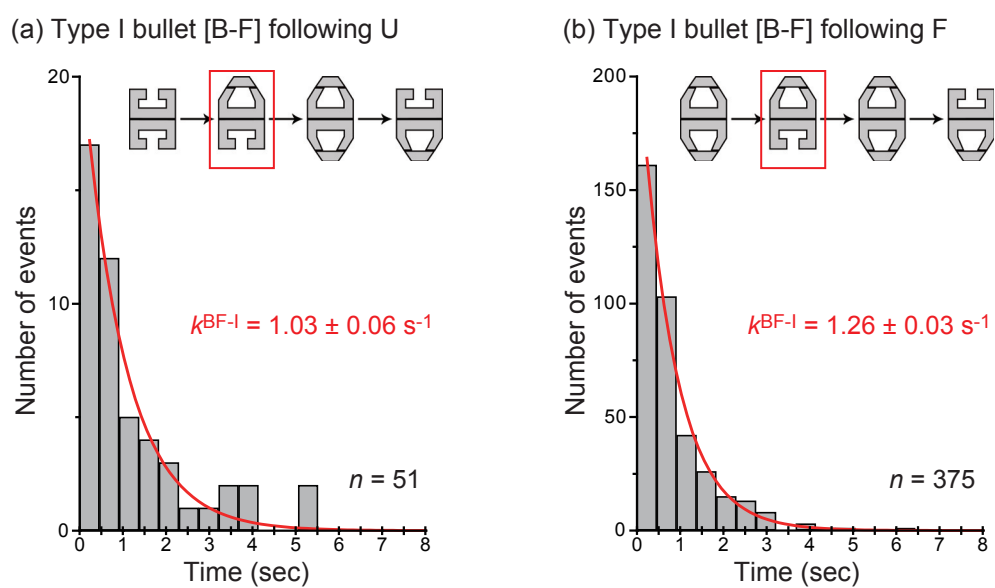 (a) Type I bullet [B-F] following U
20
10
0
Number of events
kᴮᶠ⁻ᴵ = 1.03 ± 0.06 s⁻¹
n = 51
0 1 2 3 4 5 6 7 8
Time (sec)
(b) Type I bullet [B-F] following F
200
150
100
50
0
Number of events
kᴮᶠ⁻ᴵ = 1.26 ± 0.03 s⁻¹
n = 375
0 1 2 3 4 5 6 7 8
Time (sec)